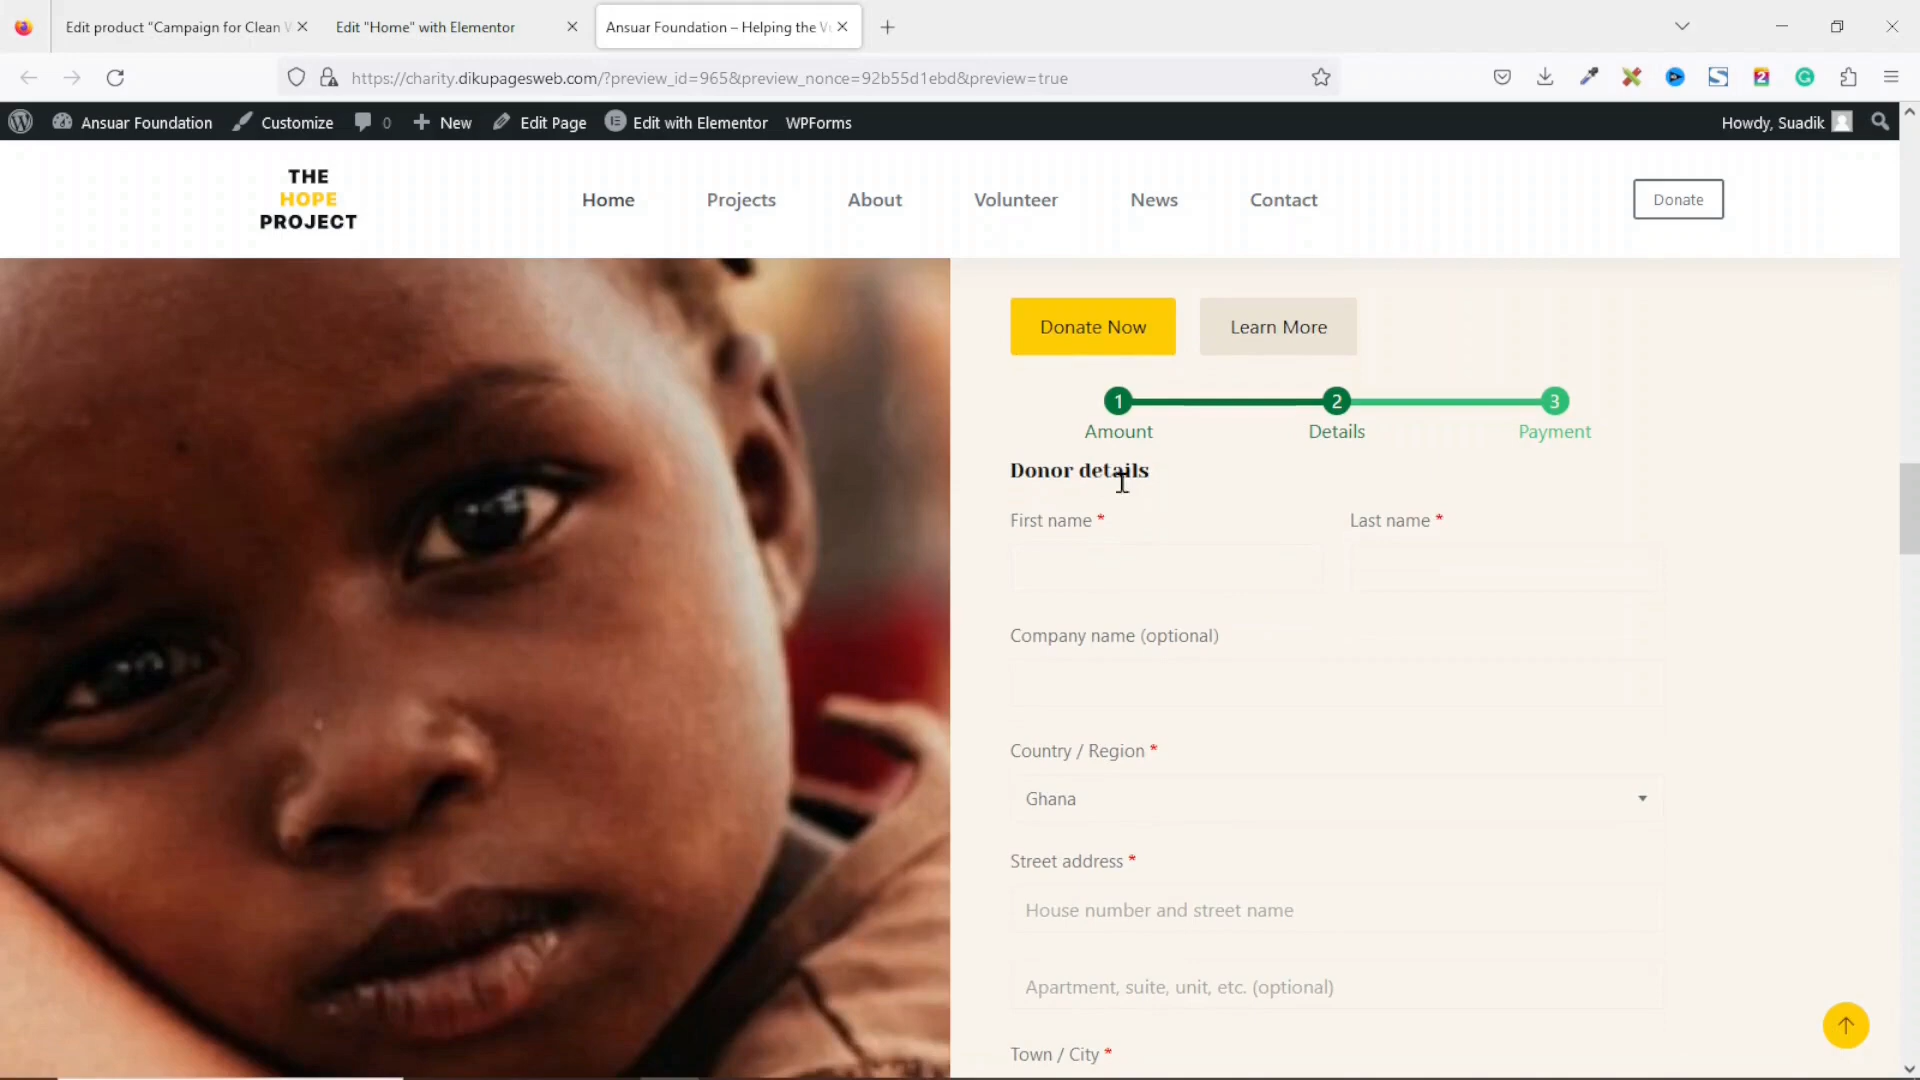 Edit product “Campaign for Clean W
Edit "Home" with Elementor
Ansuar Foundation – Helping the Vu
https://charity.dikupagesweb.com/?preview_id=965&preview_nonce=92b55d1ebd&preview=true
Ansuar Foundation
Customize
0
New
Edit Page
Edit with Elementor
WPForms
Howdy, Suadik
THE
HOPE
PROJECT
Home
Projects
About
Volunteer
News
Contact
Donate
Donate Now
Learn More
1
2
3
Amount
Details
Payment
Donor details
First name *
Last name *
Company name (optional)
Country / Region *
Ghana
Street address *
House number and street name
Apartment, suite, unit, etc. (optional)
Town / City *